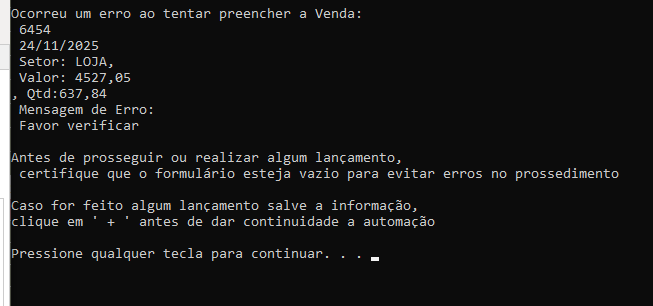 Ocorreu um erro ao tentar preencher a Venda:
6454
24/11/2025
Setor: LOJA,
Valor: 4527,05
, Qtd:637,84
Mensagem de Erro:
Favor verificar
Antes de prosseguir ou realizar algum lançamento,
certifique que o formulário esteja vazio para evitar erros no prossedimento
Caso for feito algum lançamento salve a informação,
clique em ' + ' antes de dar continuidade a automação
Pressione qualquer tecla para continuar. . .